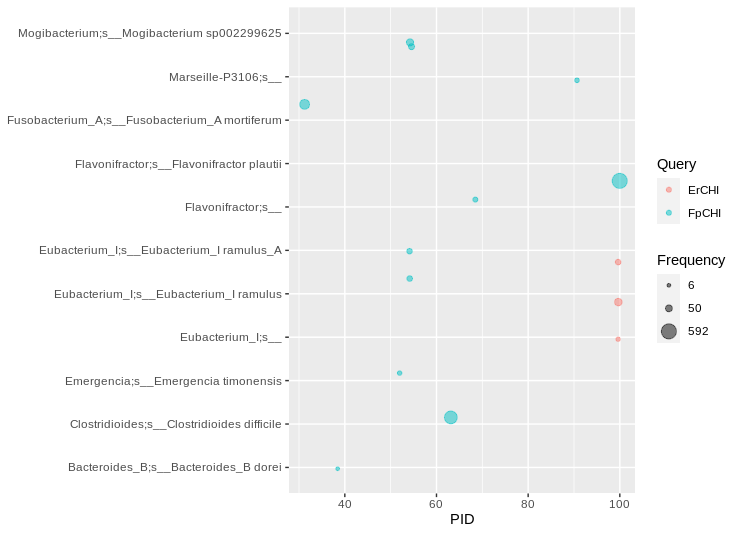 Mogibacterium;s__Mogibacterium sp002299625
Marseille-P3106;s__
Fusobacterium_A;s__Fusobacterium_A mortiferum
Flavonifractor;s__Flavonifractor plautii
Flavonifractor;s__
Eubacterium_I;s__Eubacterium_I ramulus_A
Eubacterium_I;s__Eubacterium_I ramulus
Eubacterium_I;s__
Emergencia;s__Emergencia timonensis
Clostridioides;s__Clostridioides difficile
Bacteroides_B;s__Bacteroides_B dorei
40 60 80 100
PID
Query
ErCHI
FpCHI
Frequency
6
50
592